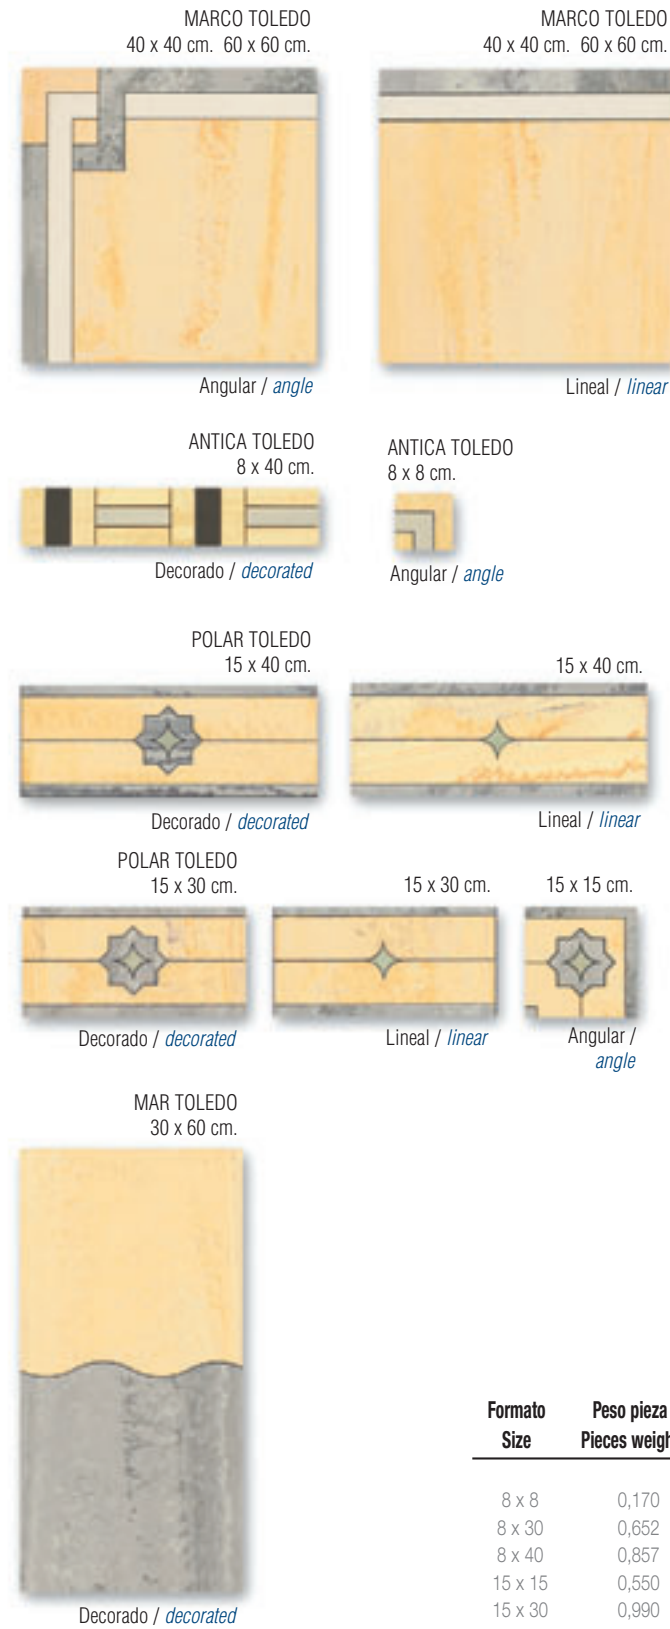 MARCO TOLEDO
40 x 40 cm. 60 x 60 cm.
Angular / angle
MARCO TOLEDO
40 x 40 cm. 60 x 60 cm.
Lineal / linear
ANTICA TOLEDO
8 x 40 cm.
Decorado / decorated
ANTICA TOLEDO
8 x 8 cm.
Angular / angle
POLAR TOLEDO
15 x 40 cm.
Decorado / decorated
15 x 40 cm.
Lineal / linear
POLAR TOLEDO
15 x 30 cm.
Decorado / decorated
15 x 30 cm.
Lineal / linear
15 x 15 cm.
Angular /
angle
MAR TOLEDO
30 x 60 cm.
Decorado / decorated
Formato Peso pieza
Size Pieces weigh
8 x 8 0,170
8 x 30 0,652
8 x 40 0,857
15 x 15 0,550
15 x 30 0,990